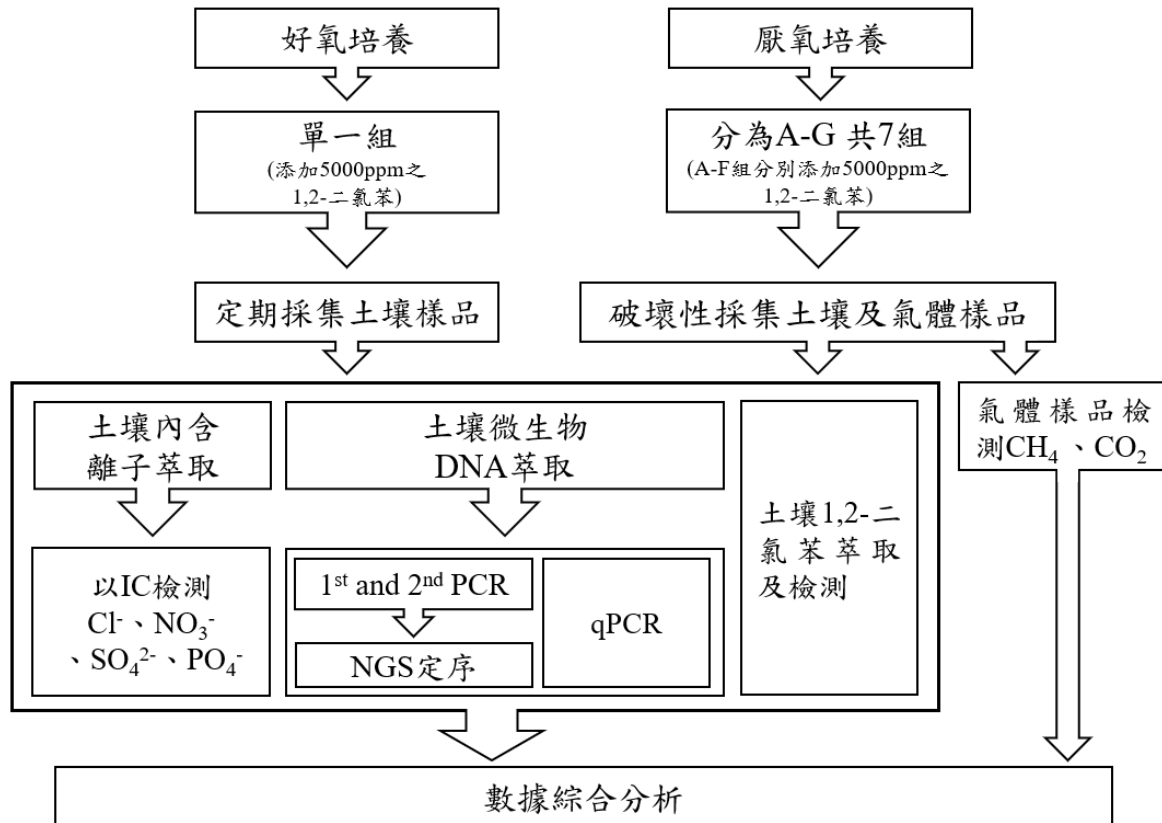 好氧培養
厭氧培養
單一組
(添加5000ppm之
1,2-二氯苯)
分為A-G 共7組
(A-F組分別添加5000ppm之
1,2-二氯苯)
定期採集土壤樣品
破壞性採集土壤及氣體樣品
土壤內含
離子萃取
土壤微生物
DNA萃取
土壤1,2-二
氯苯萃取
及檢測
氣體樣品檢
測CH₄、CO₂
以IC檢測
Cl⁻、NO₃⁻
、SO₄²⁻、PO₄⁻
1ˢᵗ and 2ⁿᵈ PCR
NGS定序
qPCR
數據綜合分析